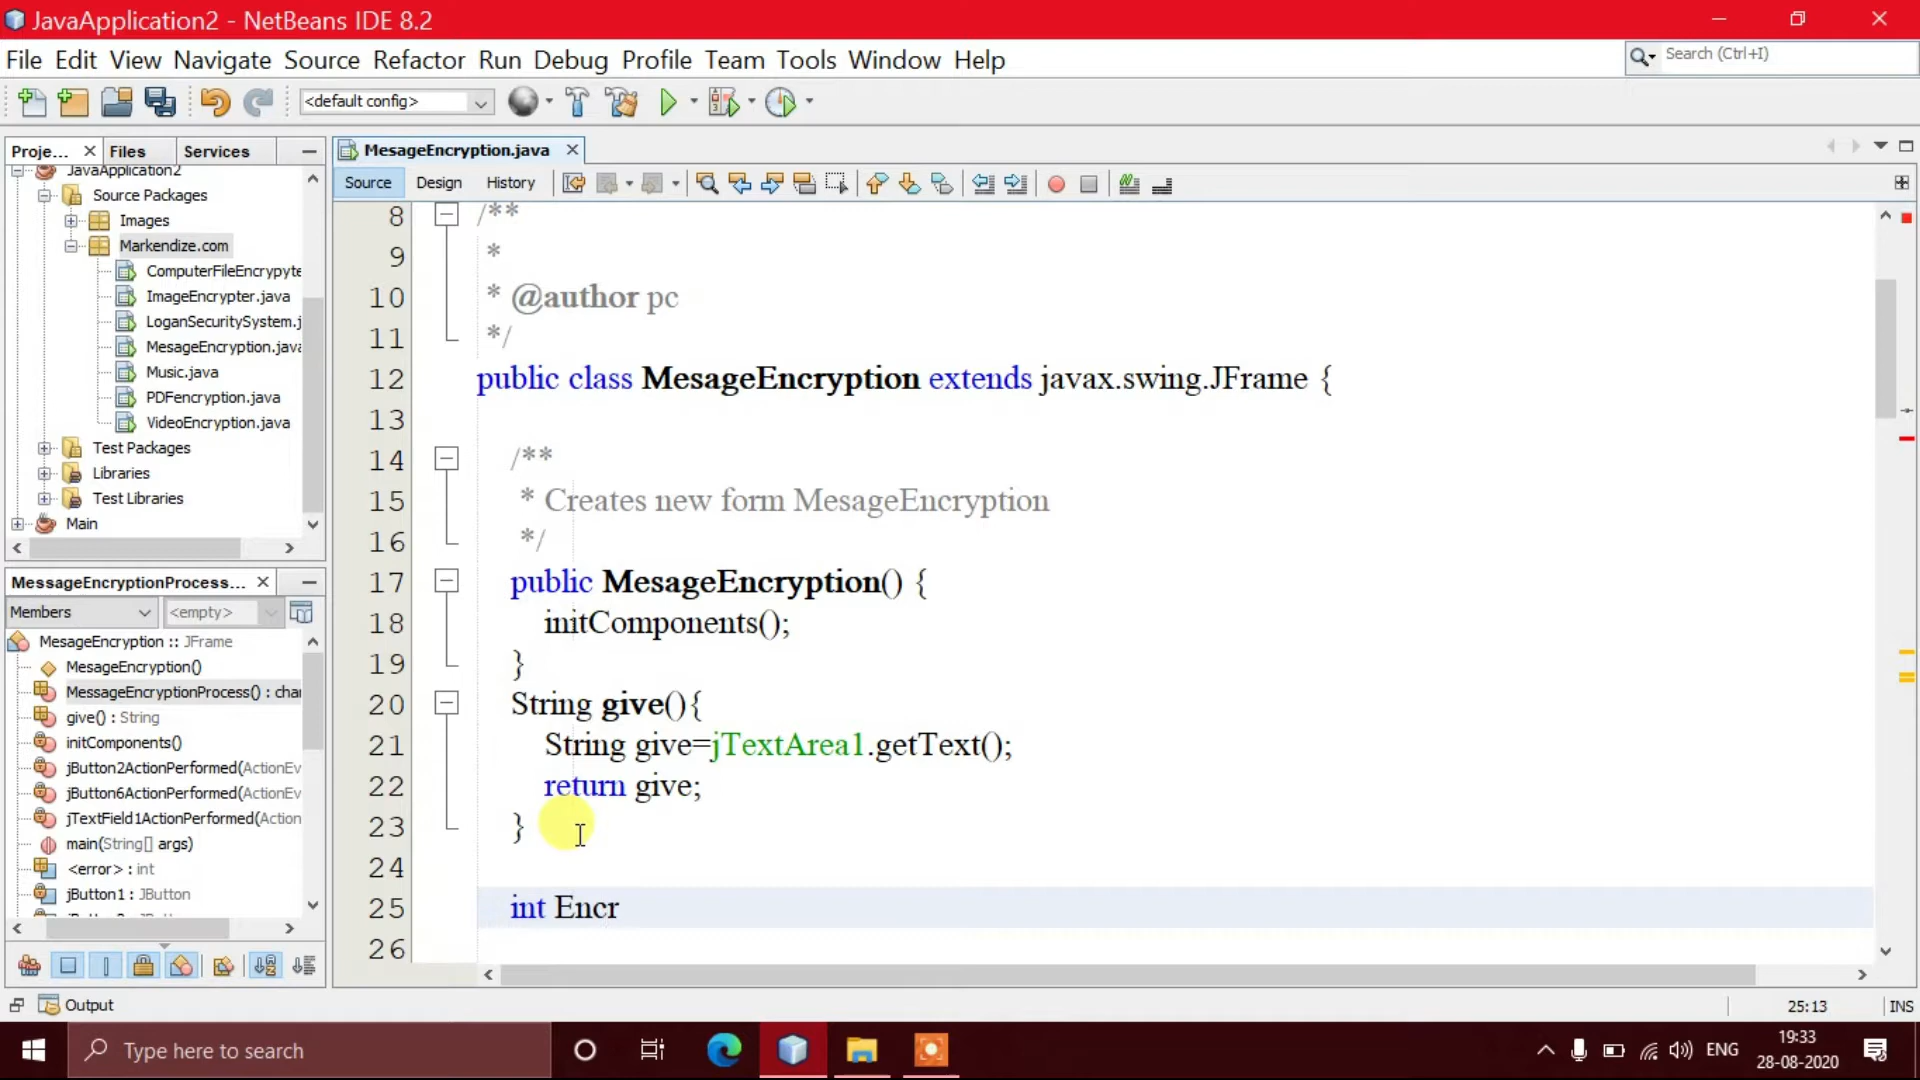 JavaApplication2 - NetBeans IDE 8.2
File Edit View Navigate Source Refactor Run Debug Profile Team Tools Window Help
Search (Ctrl+I)
<default config>
Proje... Files Services
JavaApplication2
Source Packages
Images
Markendize.com
ComputerFileEncrypyte
ImageEncrypter.java
LoganSecuritySystem.j
MesageEncryption.java
Music.java
PDFencryption.java
VideoEncryption.java
Test Packages
Libraries
Test Libraries
Main
MessageEncryptionProcess...
Members <empty>
MesageEncryption :: JFrame
MesageEncryption()
MessageEncryptionProcess() : char
give() : String
initComponents()
jButton2ActionPerformed(ActionEv
jButton6ActionPerformed(ActionEv
jTextField1ActionPerformed(Action
main(String[] args)
<error> : int
jButton1 : JButton
MesageEncryption.java
Source Design History
8 /**
9 *
10 * @author pc
11 */
12 public class MesageEncryption extends javax.swing.JFrame {
13
14 /**
15 * Creates new form MesageEncryption
16 */
17 public MesageEncryption() {
18 initComponents();
19 }
20 String give(){
21 String give=jTextArea1.getText();
22 return give;
23 }
24
25 int Encr
26
Output
25:13 INS
Type here to search
ENG
19:33
28-08-2020